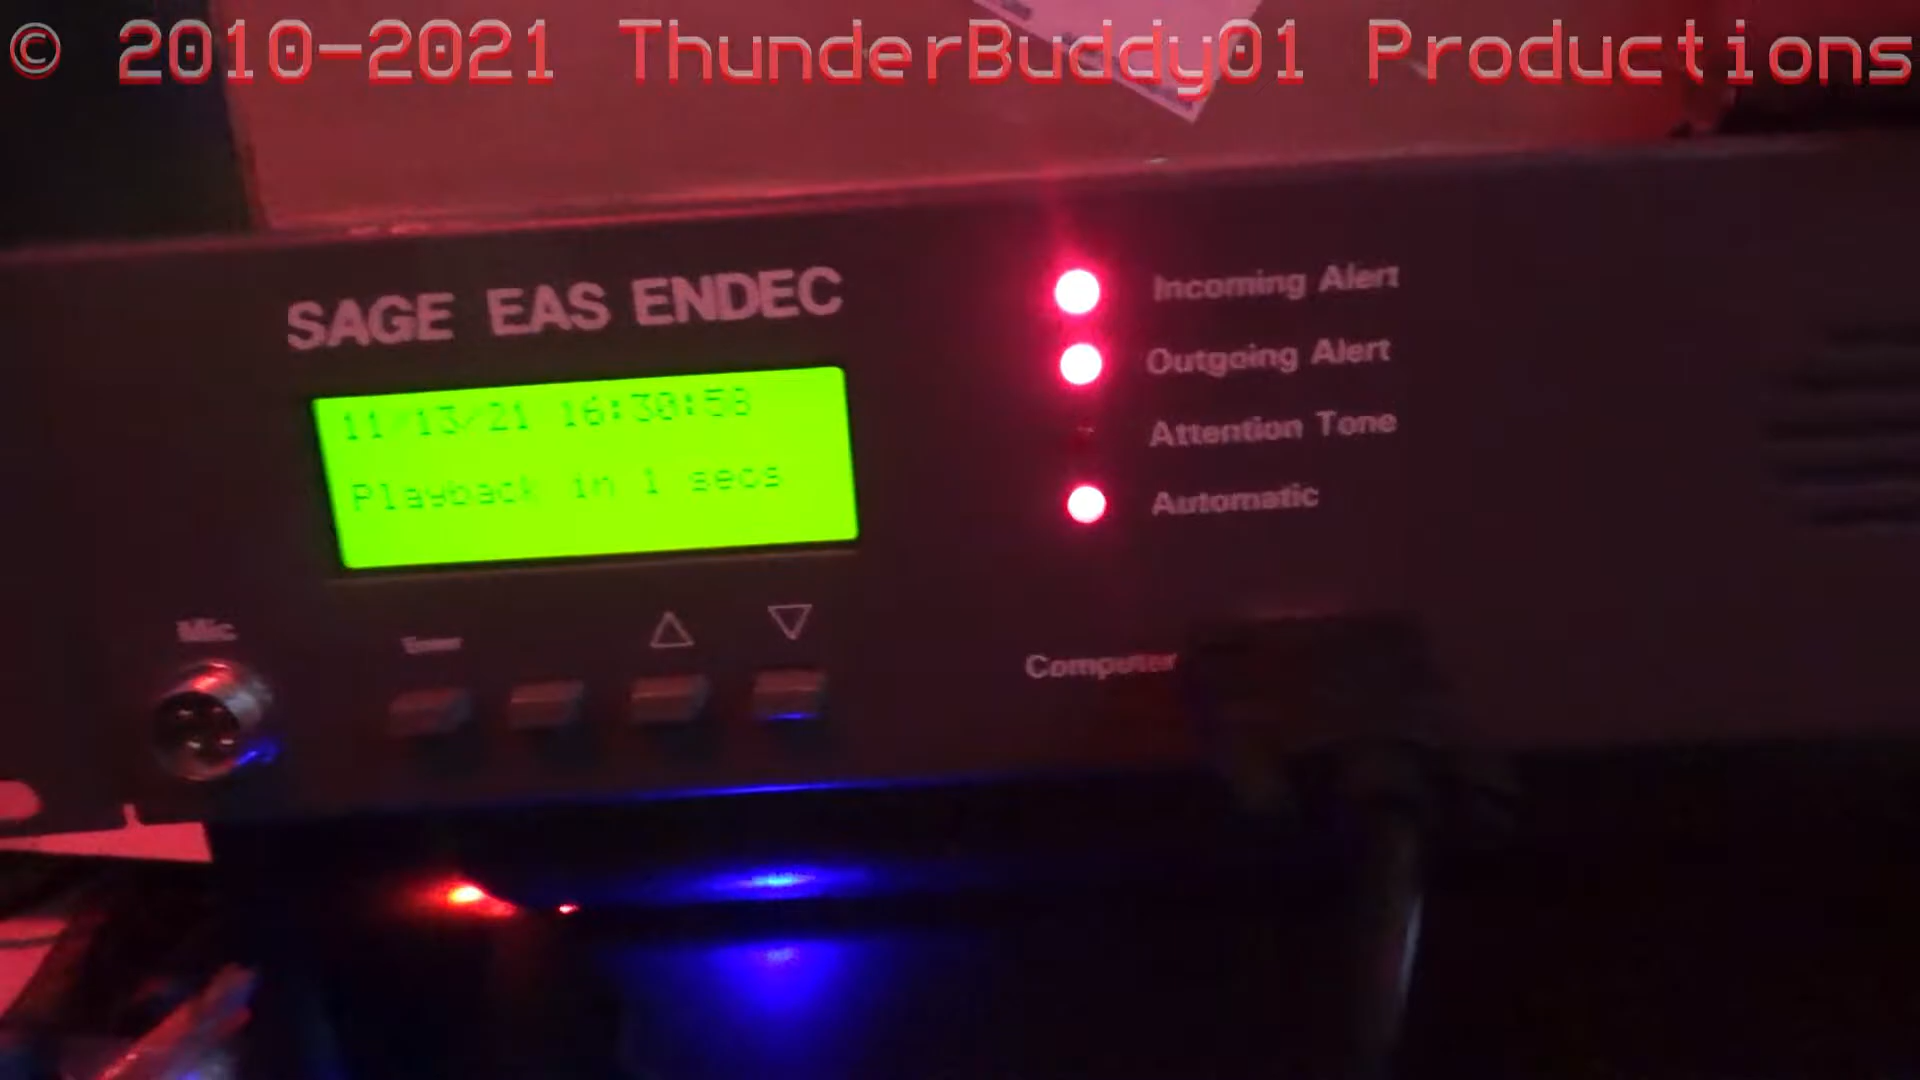 © 2010-2021 ThunderBuddy01 Productions
SAGE EAS ENDEC
11/13/21 16:30:58
Playback in 1 secs
Incoming Alert
Outgoing Alert
Attention Tone
Automatic
Mic
Computer